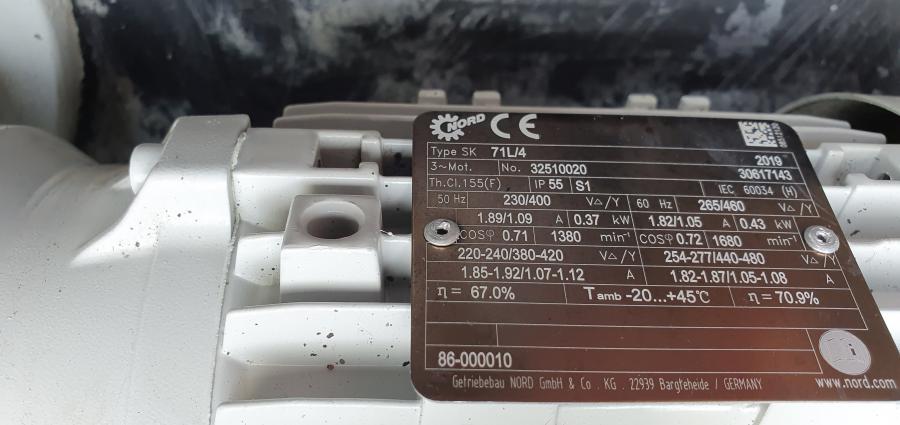 NORD CE
Type SK 71L/4 2019
3~Mot. No. 32510020 30617143
Th.Cl.155(F) IP 55 S1 IEC 60034 (H)
50 Hz 230/400 VΔ/Y 60 Hz 265/460 VΔ/Y
1.89/1.09 A 0.37 kW 1.82/1.05 A 0.43 kW
COSφ 0.71 1380 min⁻¹ COSφ 0.72 1680 min⁻¹
220-240/380-420 VΔ/Y 254-277/440-480 VΔ/Y
1.85-1.92/1.07-1.12 A 1.82-1.87/1.05-1.08 A
η= 67.0% Tamb -20...+45°C η=70.9%
86-000010
Getriebebau NORD GmbH & Co . KG . 22939 Bargteheide / GERMANY
www.nord.com